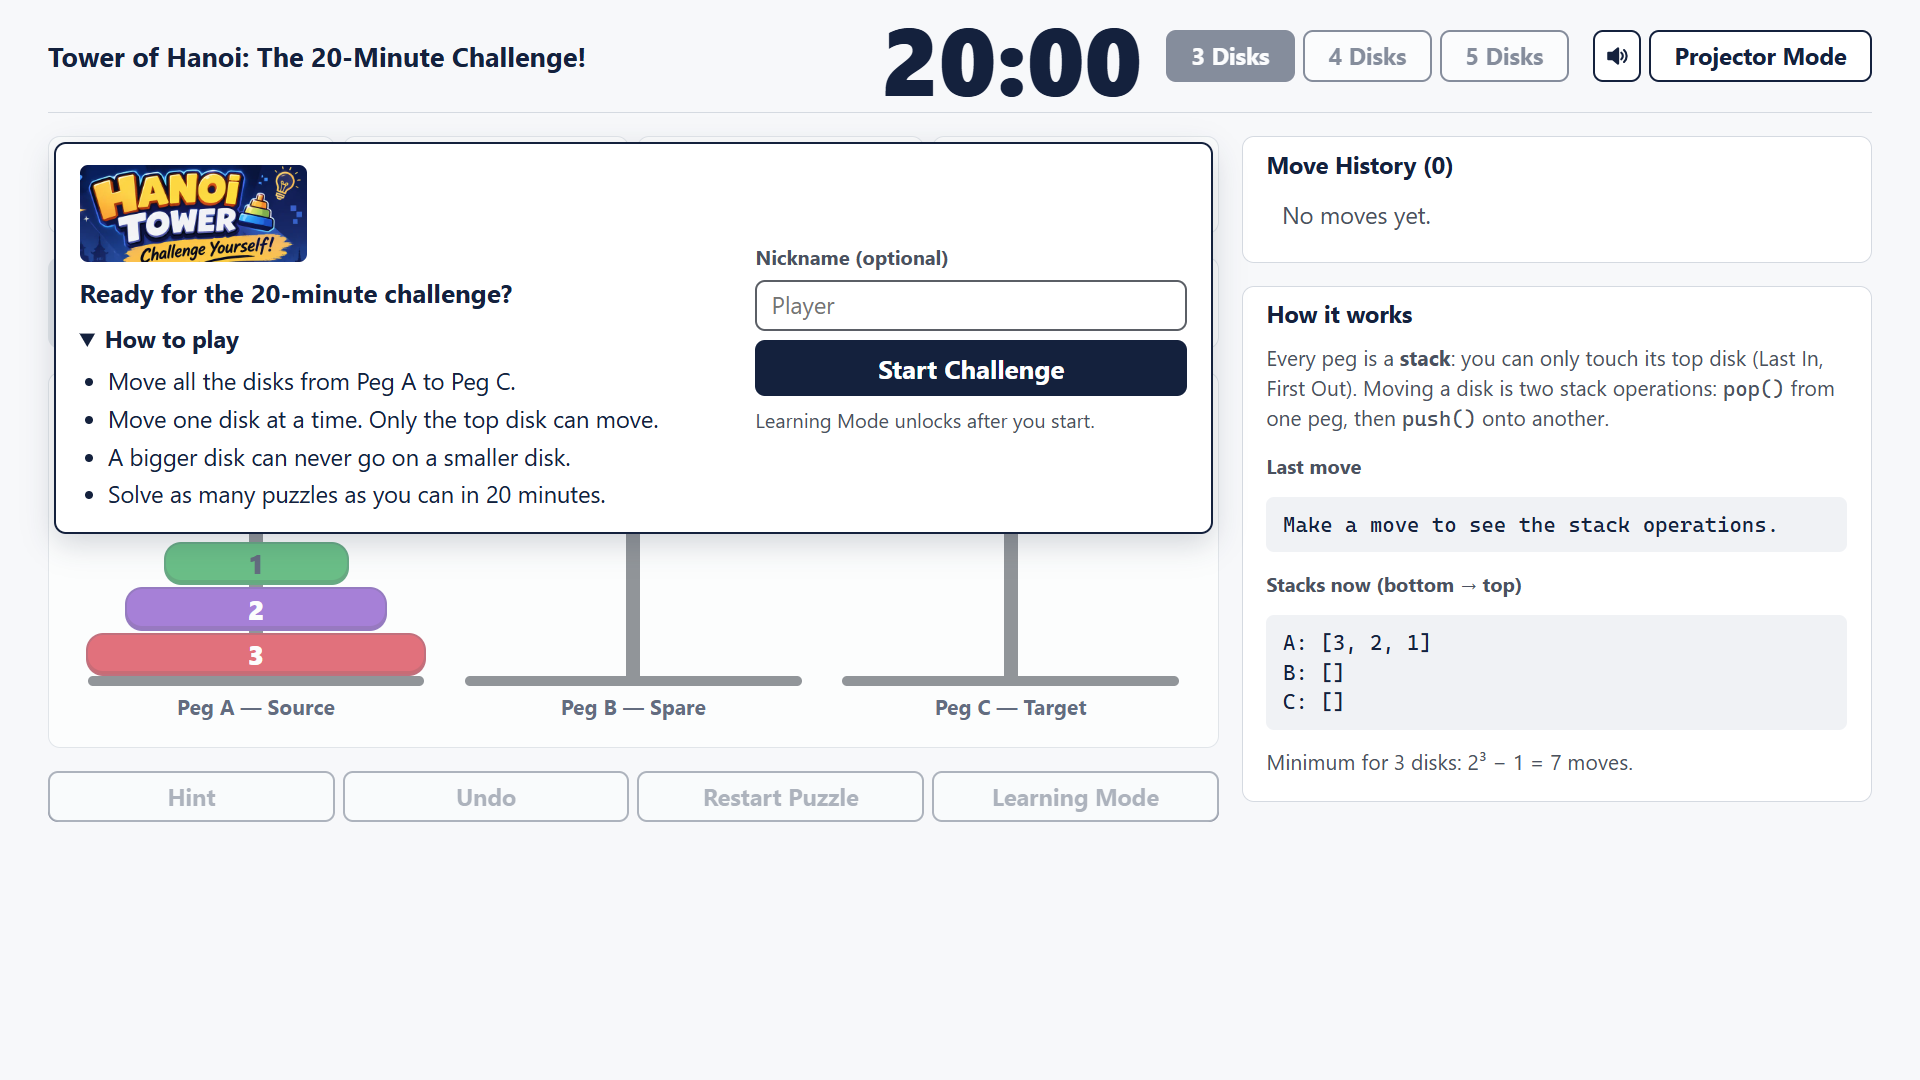 Tower of Hanoi: The 20-Minute Challenge!
20:00
3 Disks
4 Disks
5 Disks
Projector Mode
HANOI
TOWER
Challenge Yourself!
Ready for the 20-minute challenge?
▼ How to play
• Move all the disks from Peg A to Peg C.
• Move one disk at a time. Only the top disk can move.
• A bigger disk can never go on a smaller disk.
• Solve as many puzzles as you can in 20 minutes.
Nickname (optional)
Player
Start Challenge
Learning Mode unlocks after you start.
1
2
3
Peg A — Source
Peg B — Spare
Peg C — Target
Hint
Undo
Restart Puzzle
Learning Mode
Move History (0)
No moves yet.
How it works
Every peg is a stack: you can only touch its top disk (Last In,
First Out). Moving a disk is two stack operations: pop() from
one peg, then push() onto another.
Last move
Make a move to see the stack operations.
Stacks now (bottom → top)
A: [3, 2, 1]
B: []
C: []
Minimum for 3 disks: 2³ − 1 = 7 moves.